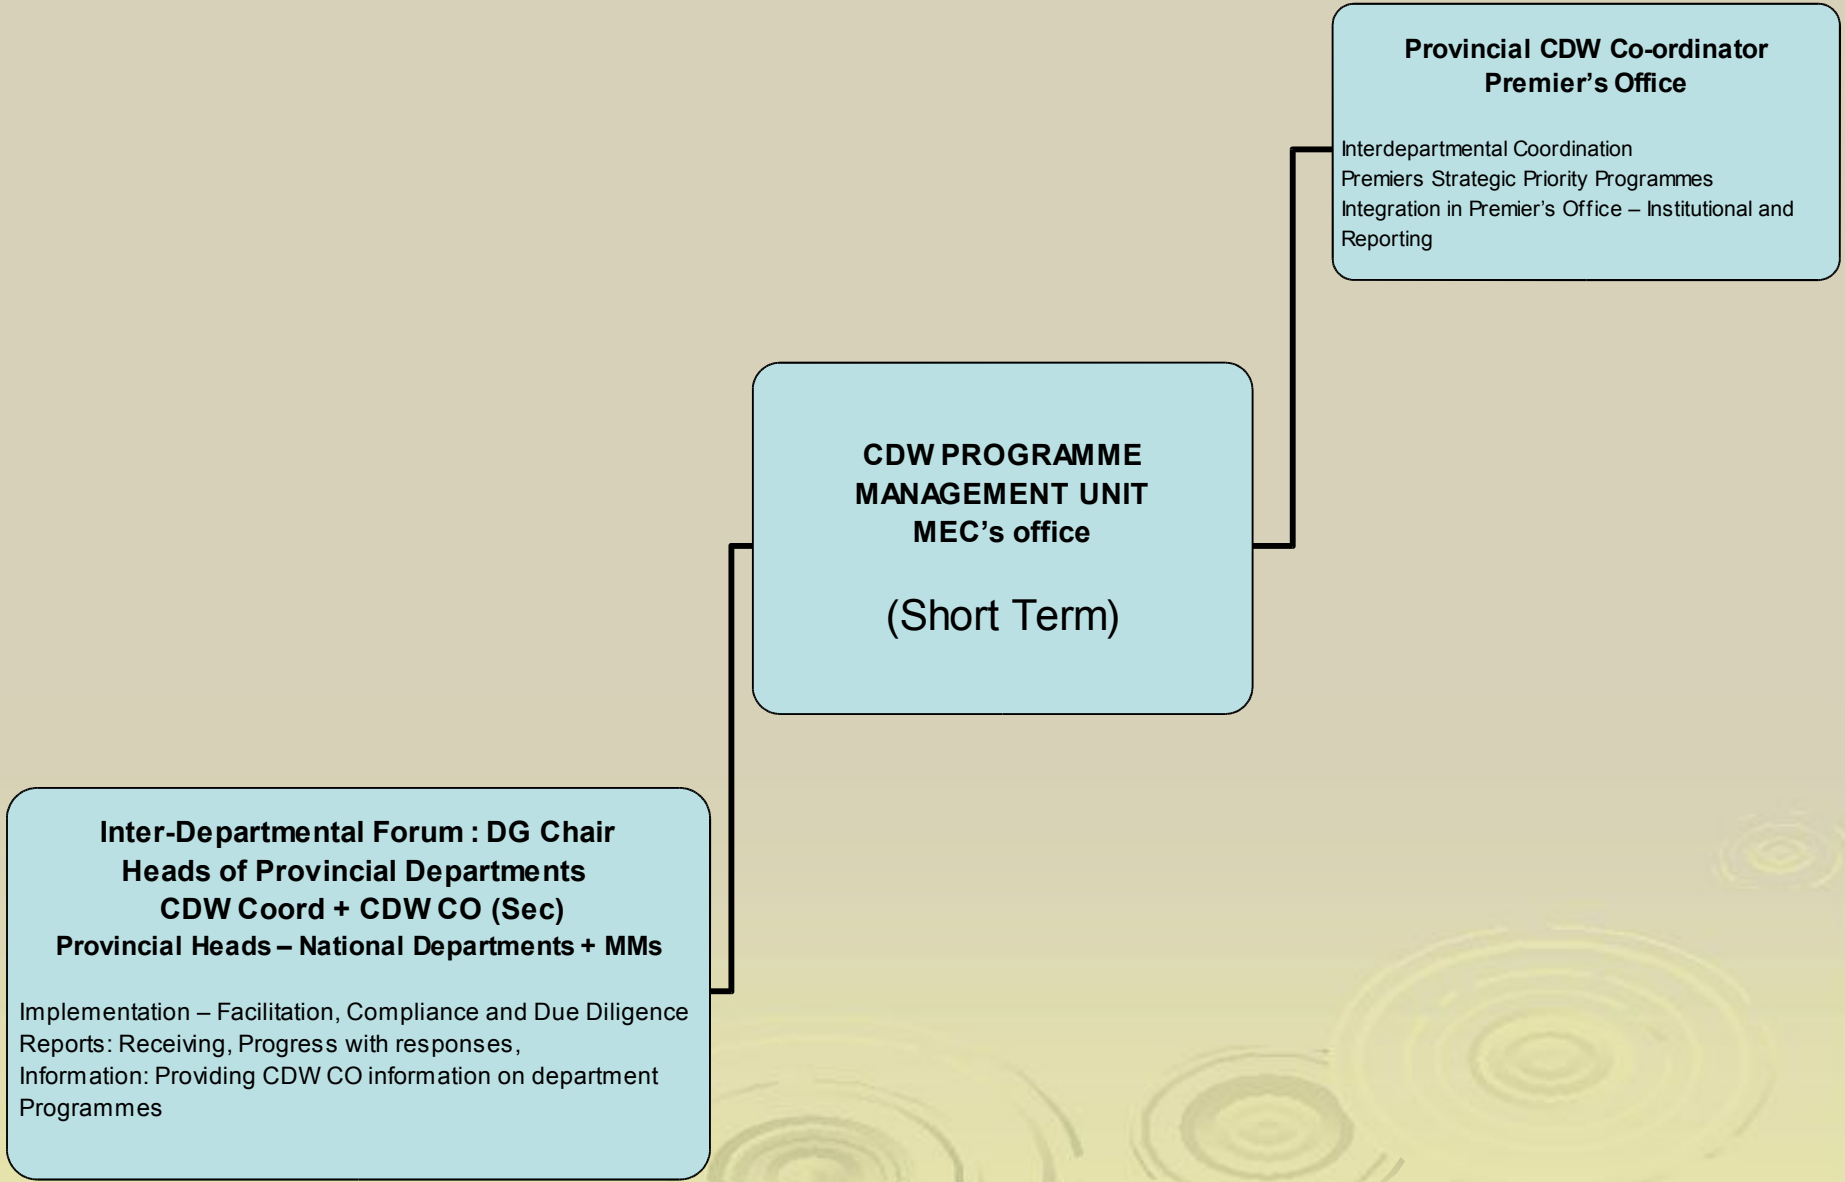 Provincial CDW Co-ordinator
Premier’s Office
Interdepartmental Coordination
Premiers Strategic Priority Programmes
Integration in Premier’s Office – Institutional and
Reporting
CDW PROGRAMME
MANAGEMENT UNIT
MEC’s office
(Short Term)
Inter-Departmental Forum : DG Chair
Heads of Provincial Departments
CDW Coord + CDW CO (Sec)
Provincial Heads – National Departments + MMs
Implementation – Facilitation, Compliance and Due Diligence
Reports: Receiving, Progress with responses,
Information: Providing CDW CO information on department
Programmes